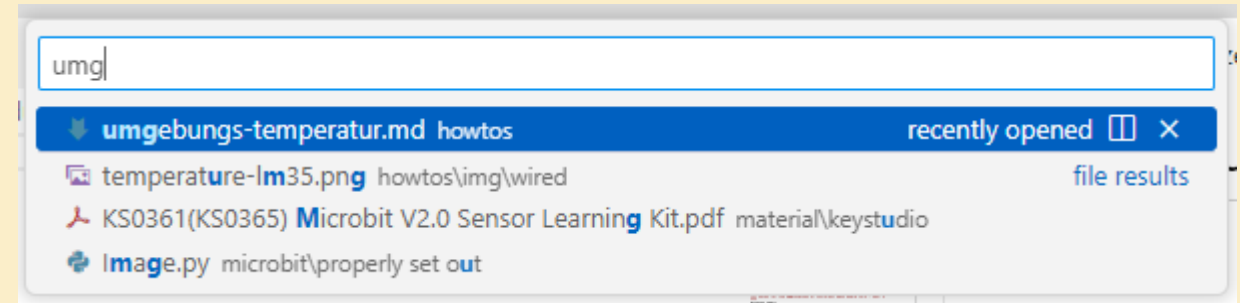 umg
umgebungs-temperatur.md howtos recently opened
temperature-lm35.png howtos\img\wired file results
KS0361(KS0365) Microbit V2.0 Sensor Learning Kit.pdf material\keystudio
Image.py microbit\properly set out